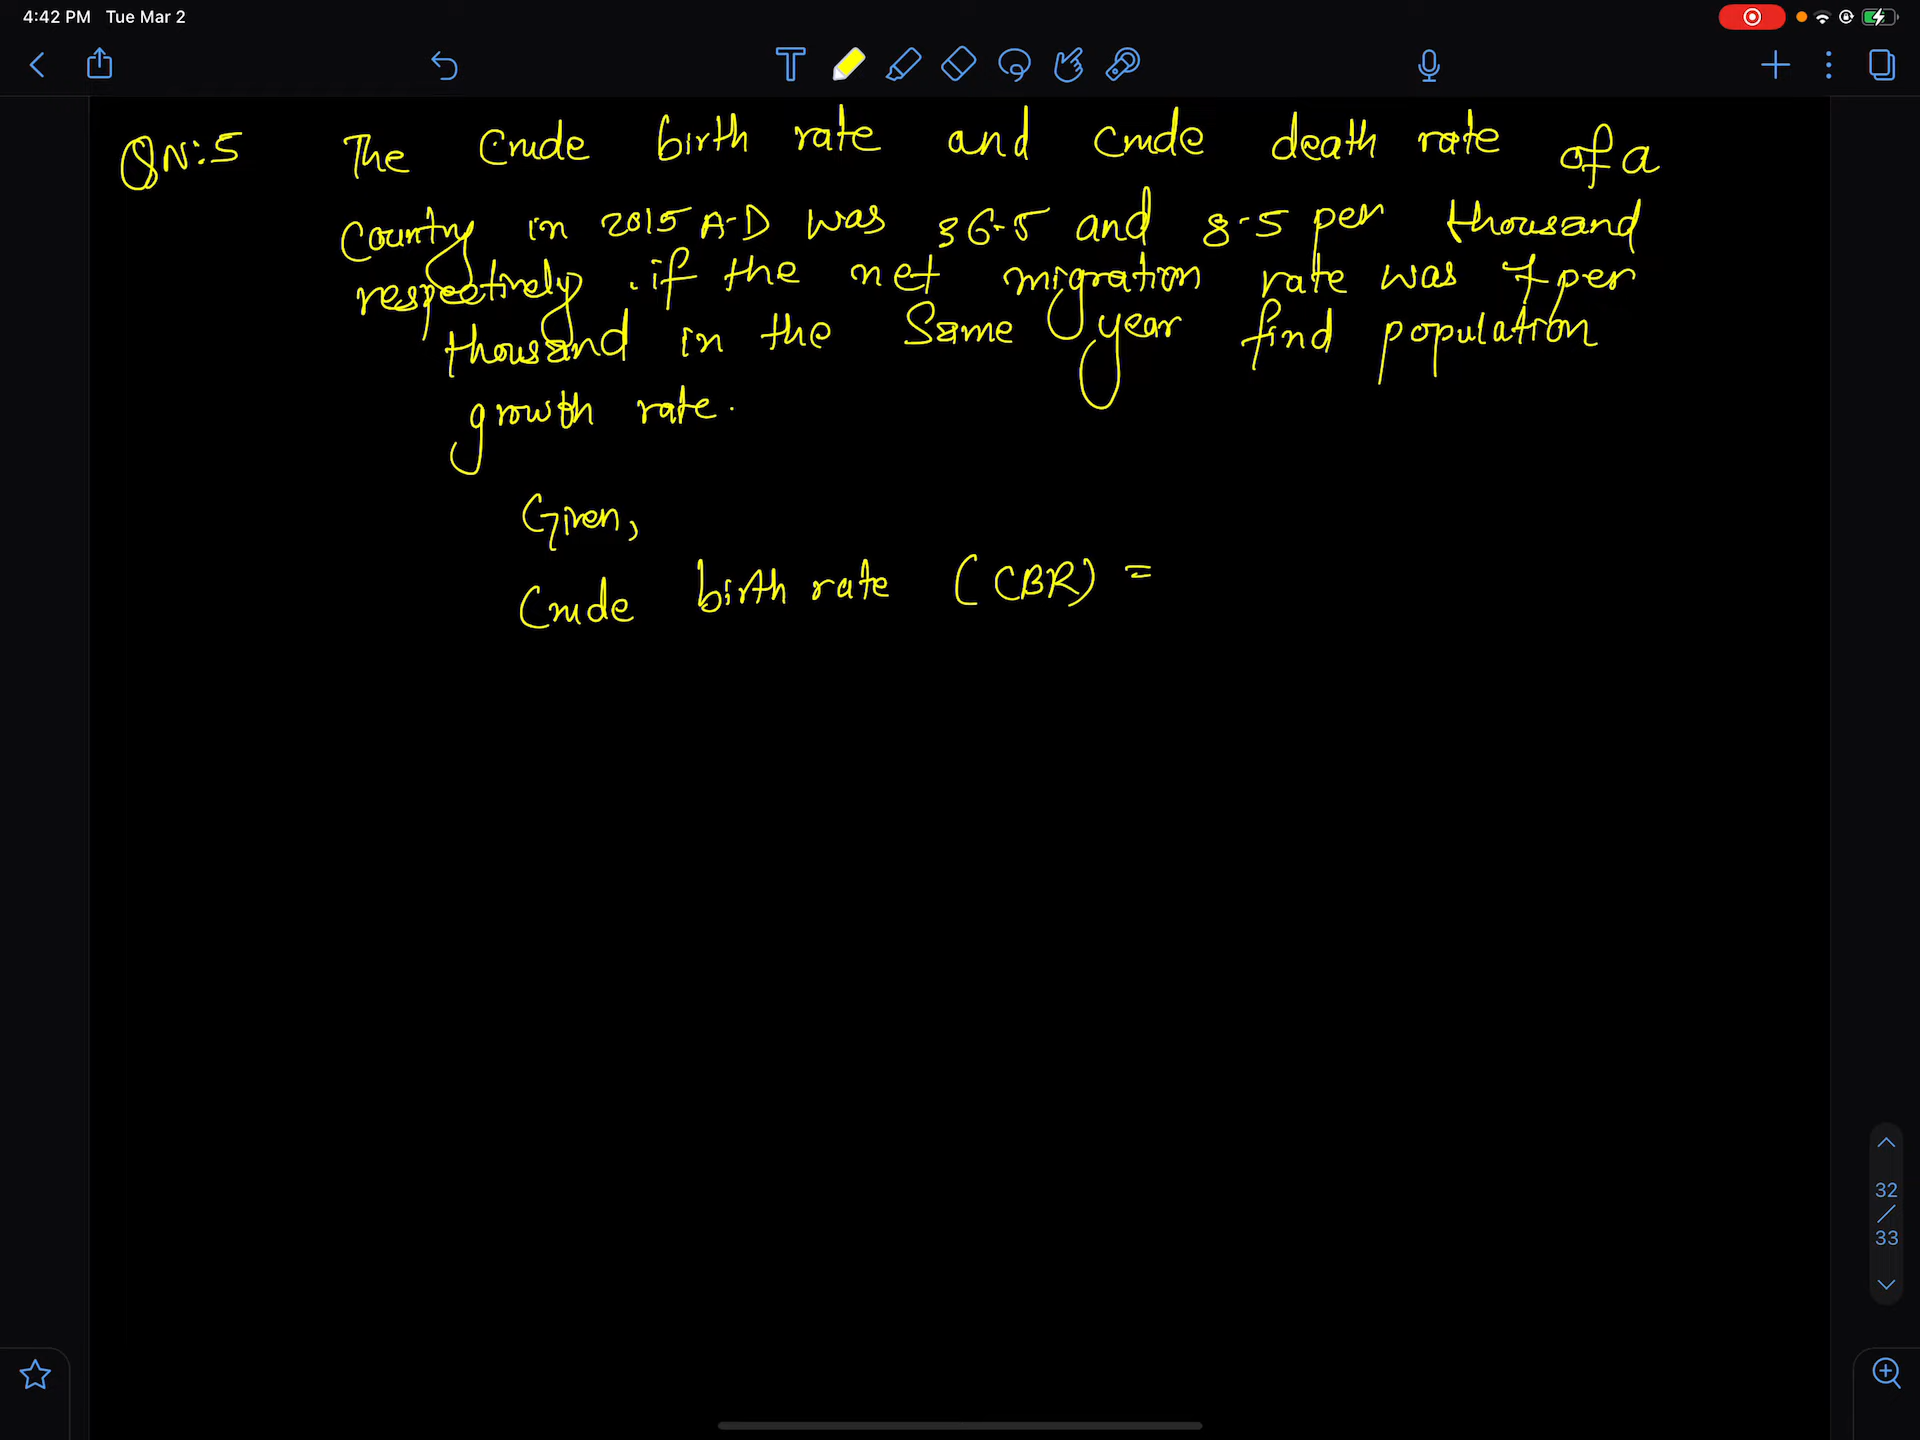 4:42 PM Tue Mar 2
QN:5 The Crude birth rate and crude death rate of a
Country in 2015 A.D was 36.5 and 8.5 per thousand
respectively. if the net migration rate was 7 per
thousand in the Same year find population
growth rate.
Given,
Crude birth rate (CBR) =
32
/
33